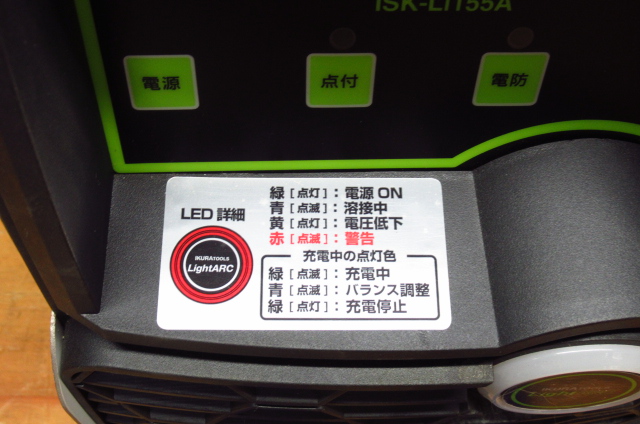 ISK-Li155A
電源
点付
電防
LED 詳細
IKURATOOLS
LightARC
緑［点灯］：電源 ON
青［点滅］：溶接中
黄［点灯］：電圧低下
赤［点滅］：警告
充電中の点灯色
緑［点滅］：充電中
青［点滅］：バランス調整
緑［点灯］：充電停止